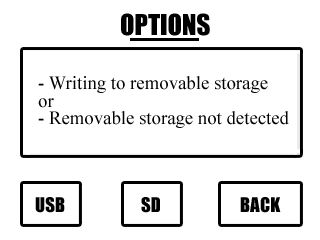 OPTIONS
- Writing to removable storage
or
- Removable storage not detected
USB
SD
BACK